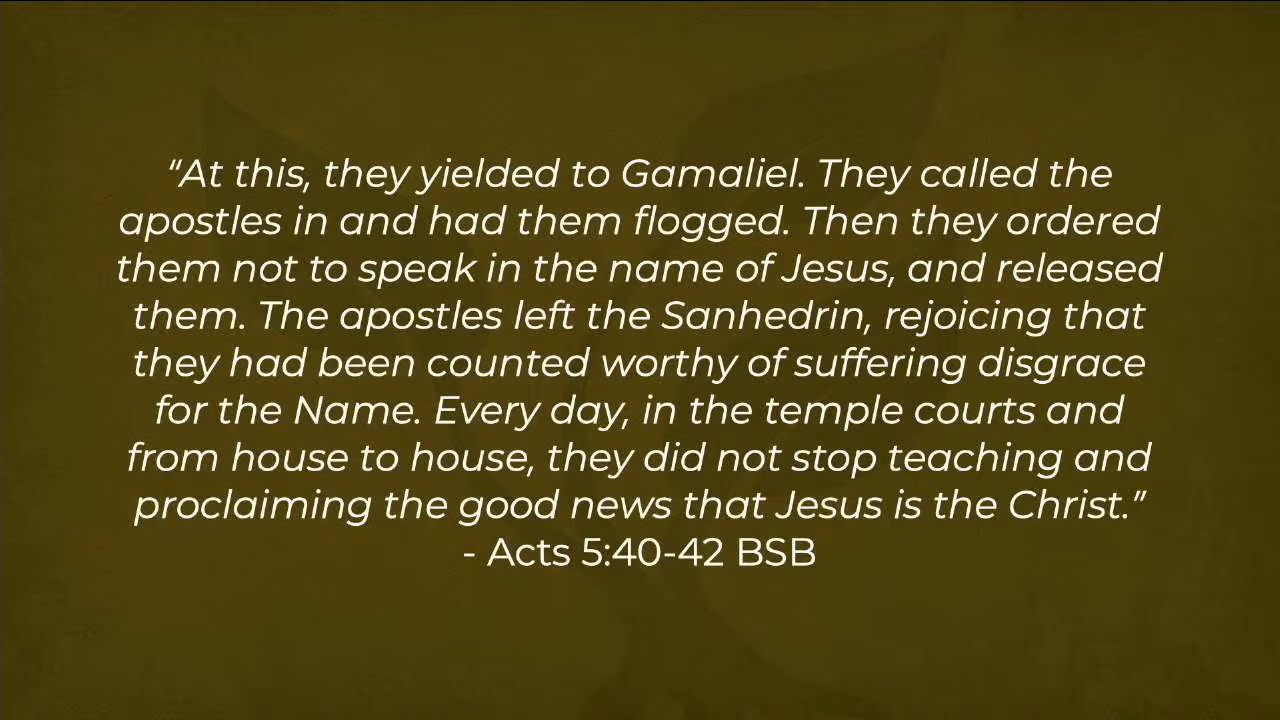 “At this, they yielded to Gamaliel. They called the
apostles in and had them flogged. Then they ordered
them not to speak in the name of Jesus, and released
them. The apostles left the Sanhedrin, rejoicing that
they had been counted worthy of suffering disgrace
for the Name. Every day, in the temple courts and
from house to house, they did not stop teaching and
proclaiming the good news that Jesus is the Christ.”
- Acts 5:40-42 BSB